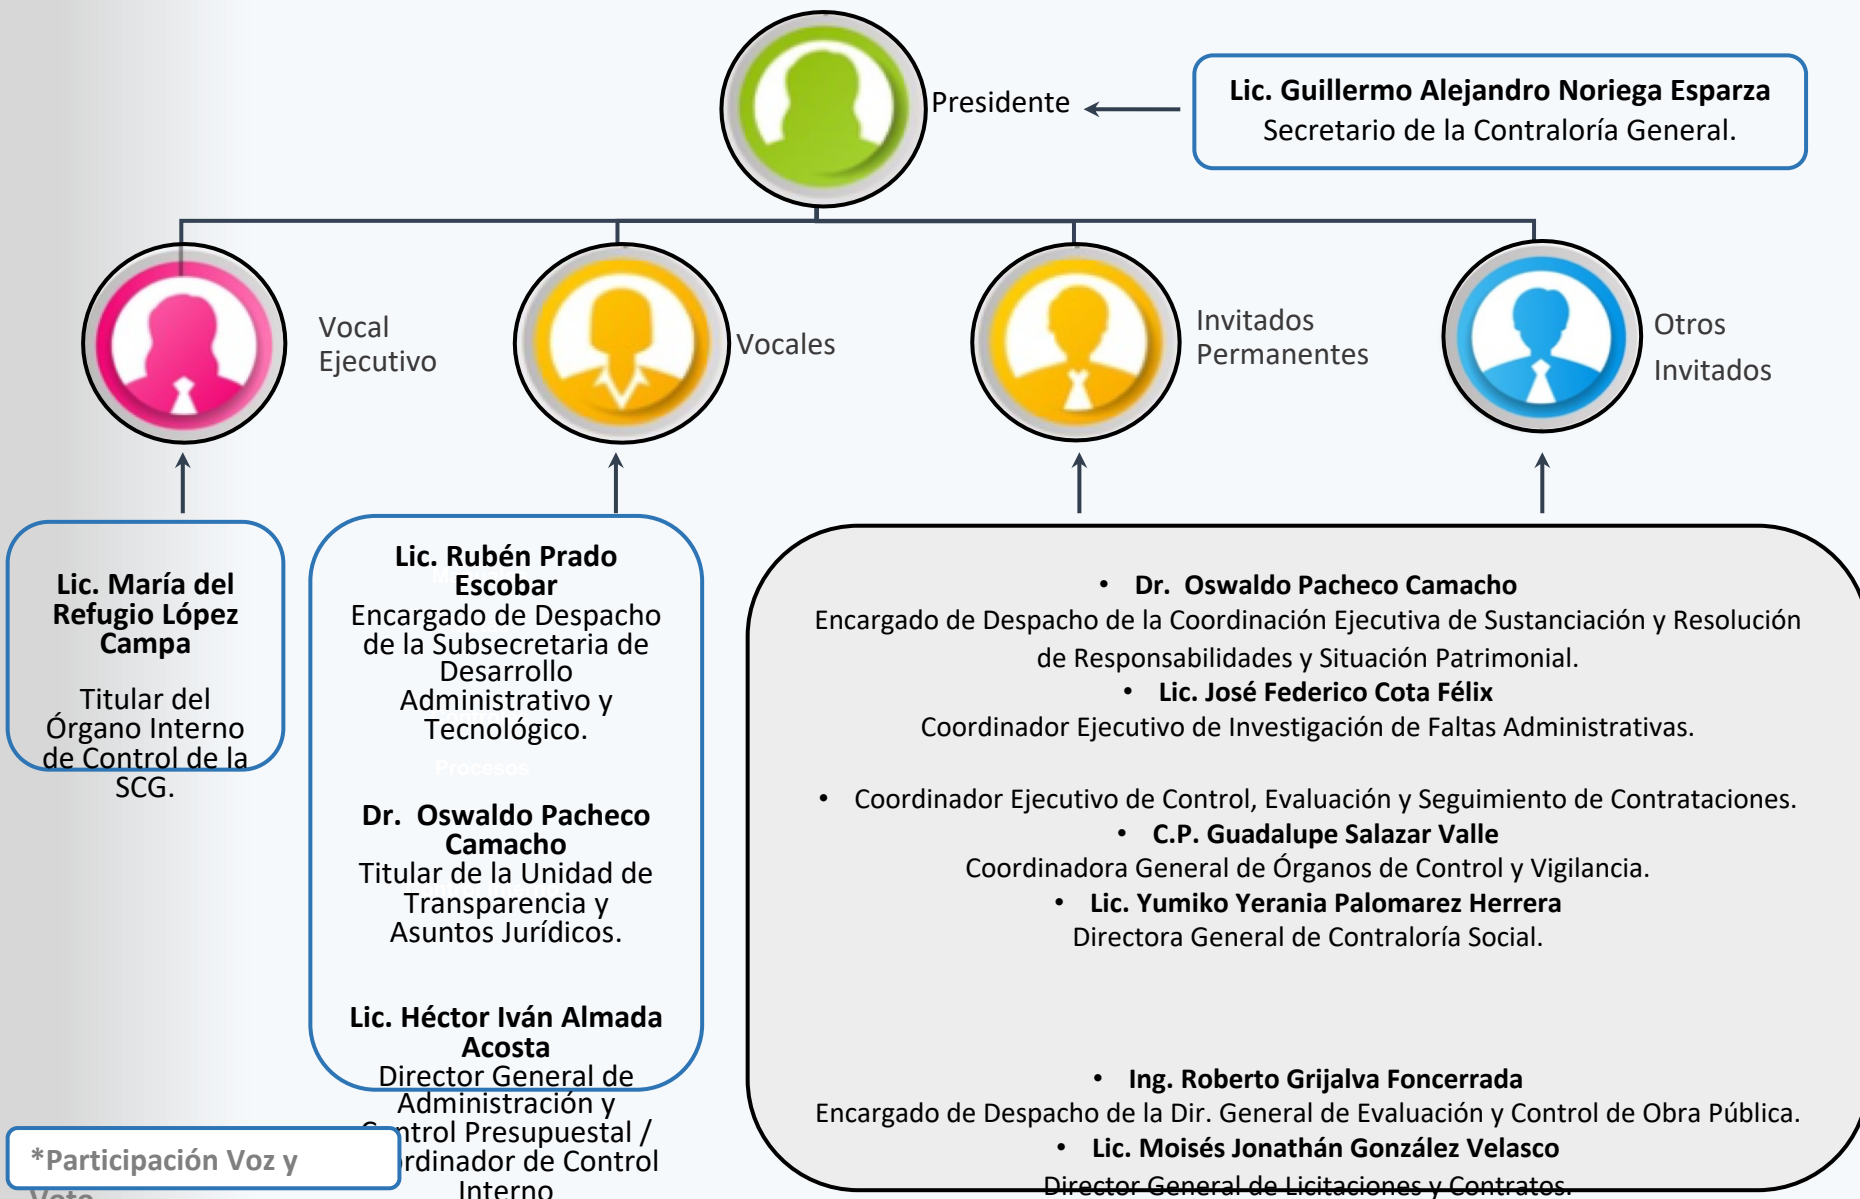 Presidente
Lic. Guillermo Alejandro Noriega Esparza
Secretario de la Contraloría General.
Vocal
Ejecutivo
Vocales
Invitados
Permanentes
Otros
Invitados
Lic. María del
Refugio López
Campa
Titular del
Órgano Interno
de Control de la
SCG.
Lic. Rubén Prado
Escobar
Encargado de Despacho
de la Subsecretaria de
Desarrollo
Administrativo y
Tecnológico.
Procesos
Dr. Oswaldo Pacheco
Camacho
Titular de la Unidad de
Transparencia y
Asuntos Jurídicos.
Lic. Héctor Iván Almada
Acosta
Director General de
Administración y
ntrol Presupuestal /
rdinador de Control
Interno
• Dr. Oswaldo Pacheco Camacho
Encargado de Despacho de la Coordinación Ejecutiva de Sustanciación y Resolución
de Responsabilidades y Situación Patrimonial.
• Lic. José Federico Cota Félix
Coordinador Ejecutivo de Investigación de Faltas Administrativas.
• Coordinador Ejecutivo de Control, Evaluación y Seguimiento de Contrataciones.
• C.P. Guadalupe Salazar Valle
Coordinadora General de Órganos de Control y Vigilancia.
• Lic. Yumiko Yerania Palomarez Herrera
Directora General de Contraloría Social.
• Ing. Roberto Grijalva Foncerrada
Encargado de Despacho de la Dir. General de Evaluación y Control de Obra Pública.
• Lic. Moisés Jonathán González Velasco
Director General de Licitaciones y Contratos.
*Participación Voz y
Voto